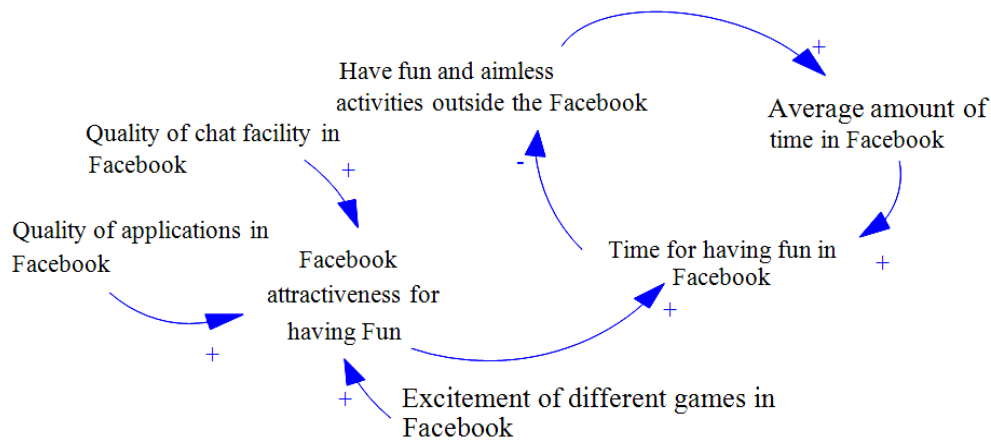 +
Have fun and aimless
activities outside the Facebook
Average amount of
time in Facebook
Quality of chat facility in
Facebook
+
-
Quality of applications in
Facebook
Facebook
attractiveness for
having Fun
Time for having fun in
Facebook
+
+
+
+
Excitement of different games in
Facebook